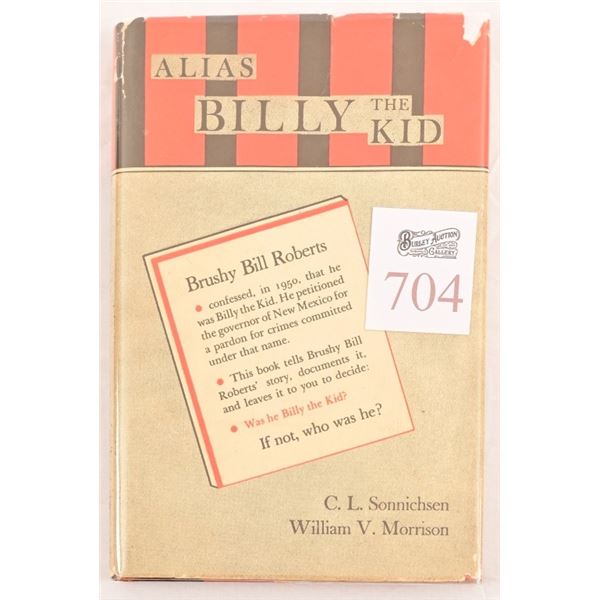 ALIAS
BILLY THE KID
Brushy Bill Roberts
• confessed, in 1950, that he
was Billy the Kid. He petitioned
the governor of New Mexico for
a pardon for crimes committed
under that name.
• This book tells Brushy Bill
Roberts' story, documents it,
and leaves it to you to decide:
• Was he Billy the Kid?
If not, who was he?
BURLEY AUCTION
GALLERY
704
C. L. Sonnichsen
William V. Morrison